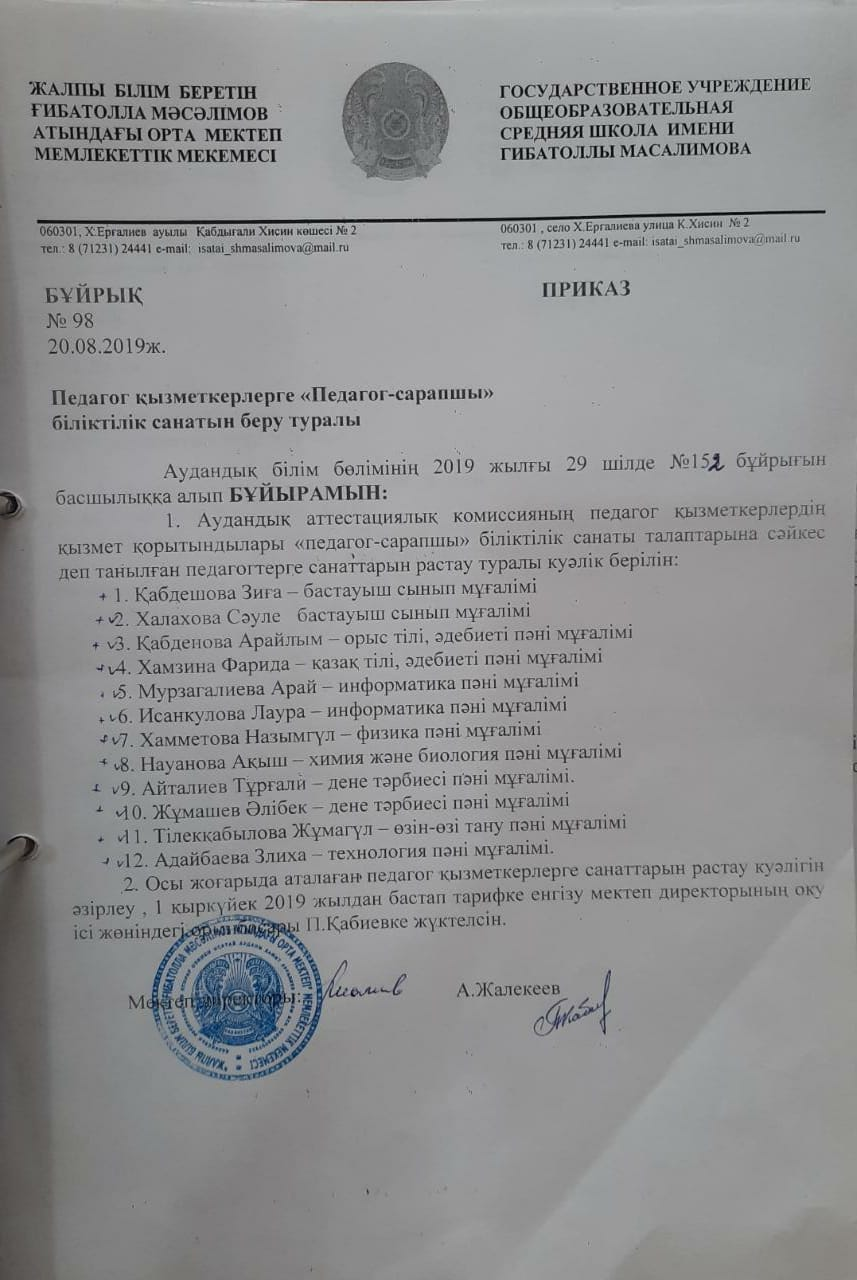 ЖАЛПЫ БІЛІМ БЕРЕТІН
ҒИБАТОЛЛА МӘСӘЛІМОВ
АТЫНДАҒЫ ОРТА МЕКТЕП
МЕМЛЕКЕТТІК МЕКЕМЕСІ
ГОСУДАРСТВЕННОЕ УЧРЕЖДЕНИЕ
ОБЩЕОБРАЗОВАТЕЛЬНАЯ
СРЕДНЯЯ ШКОЛА ИМЕНИ
ГИБАТОЛЛЫ МАСАЛИМОВА
060301, Х.Ерғалиев ауылы Қабдығали Хисин көшесі № 2
тел.: 8 (71231) 24441 e-mail: isatai_shmasalimova@mail.ru
060301 , село Х.Ергалиева улица К.Хисин № 2
тел.: 8 (71231) 24441 e-mail: isatai_shmasalimova@mail.ru
БҰЙРЫҚ
ПРИКАЗ
№ 98
20.08.2019ж.
Педагог қызметкерлерге «Педагог-сарапшы»
біліктілік санатын беру туралы
Аудандық білім бөлімінің 2019 жылғы 29 шілде №152 бұйрығын
басшылыққа алып БҰЙЫРАМЫН:
1. Аудандық аттестациялық комиссияның педагог қызметкерлердің
қызмет қорытындылары «педагог-сарапшы» біліктілік санаты талаптарына сәйкес
деп танылған педагогтерге санаттарын растау туралы куәлік берілін:
1. Қабдешова Зиға – бастауыш сынып мұғалімі
2. Халахова Сәуле бастауыш сынып мұғалімі
3. Қабденова Арайлым – орыс тілі, әдебиеті пәні мұғалімі
4. Хамзина Фарида – қазақ тілі, әдебиеті пәні мұғалімі
5. Мурзагалиева Арай – информатика пәні мұғалімі
6. Исанкулова Лаура – информатика пәні мұғалімі
7. Хамметова Назымгүл – физика пәні мұғалімі
8. Науанова Ақыш – химия және биология пәні мұғалімі
9. Айталиев Тұрғали – дене тәрбиесі пәні мұғалімі.
10. Жұмашев Әлібек – дене тәрбиесі пәні мұғалімі
11. Тілекқабылова Жұмагүл – өзін-өзі тану пәні мұғалімі
12. Адайбаева Злиха – технология пәні мұғалімі.
2. Осы жоғарыда аталаған педагог қызметкерлерге санаттарын растау куәлігін
әзірлеу , 1 қыркүйек 2019 жылдан бастап тарифке енгізу мектеп директорының оқу
ісі жөніндегі орынбасары П.Қабиевке жүктелсін.
Мектеп директоры: А.Жалекеев